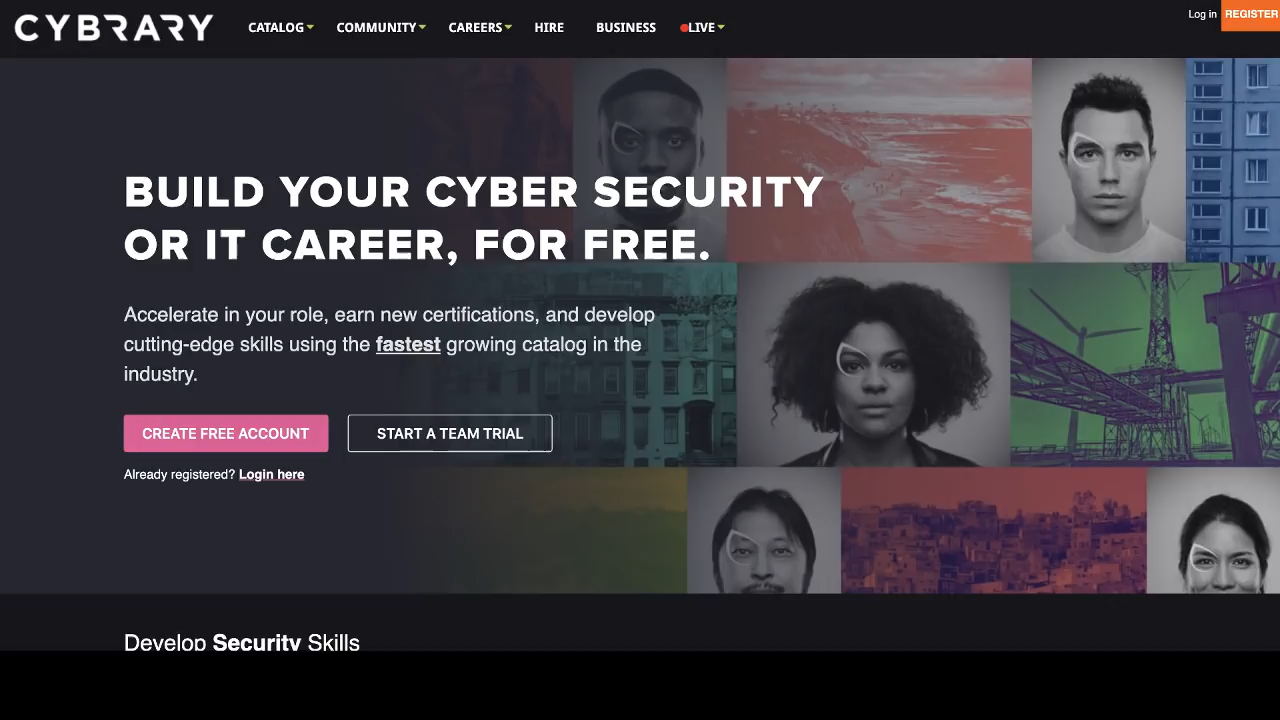 CYBRARY
CATALOG COMMUNITY CAREERS HIRE BUSINESS LIVE
Log in REGISTER
BUILD YOUR CYBER SECURITY
OR IT CAREER, FOR FREE.
Accelerate in your role, earn new certifications, and develop
cutting-edge skills using the fastest growing catalog in the
industry.
CREATE FREE ACCOUNT START A TEAM TRIAL
Already registered? Login here
Develop Security Skills